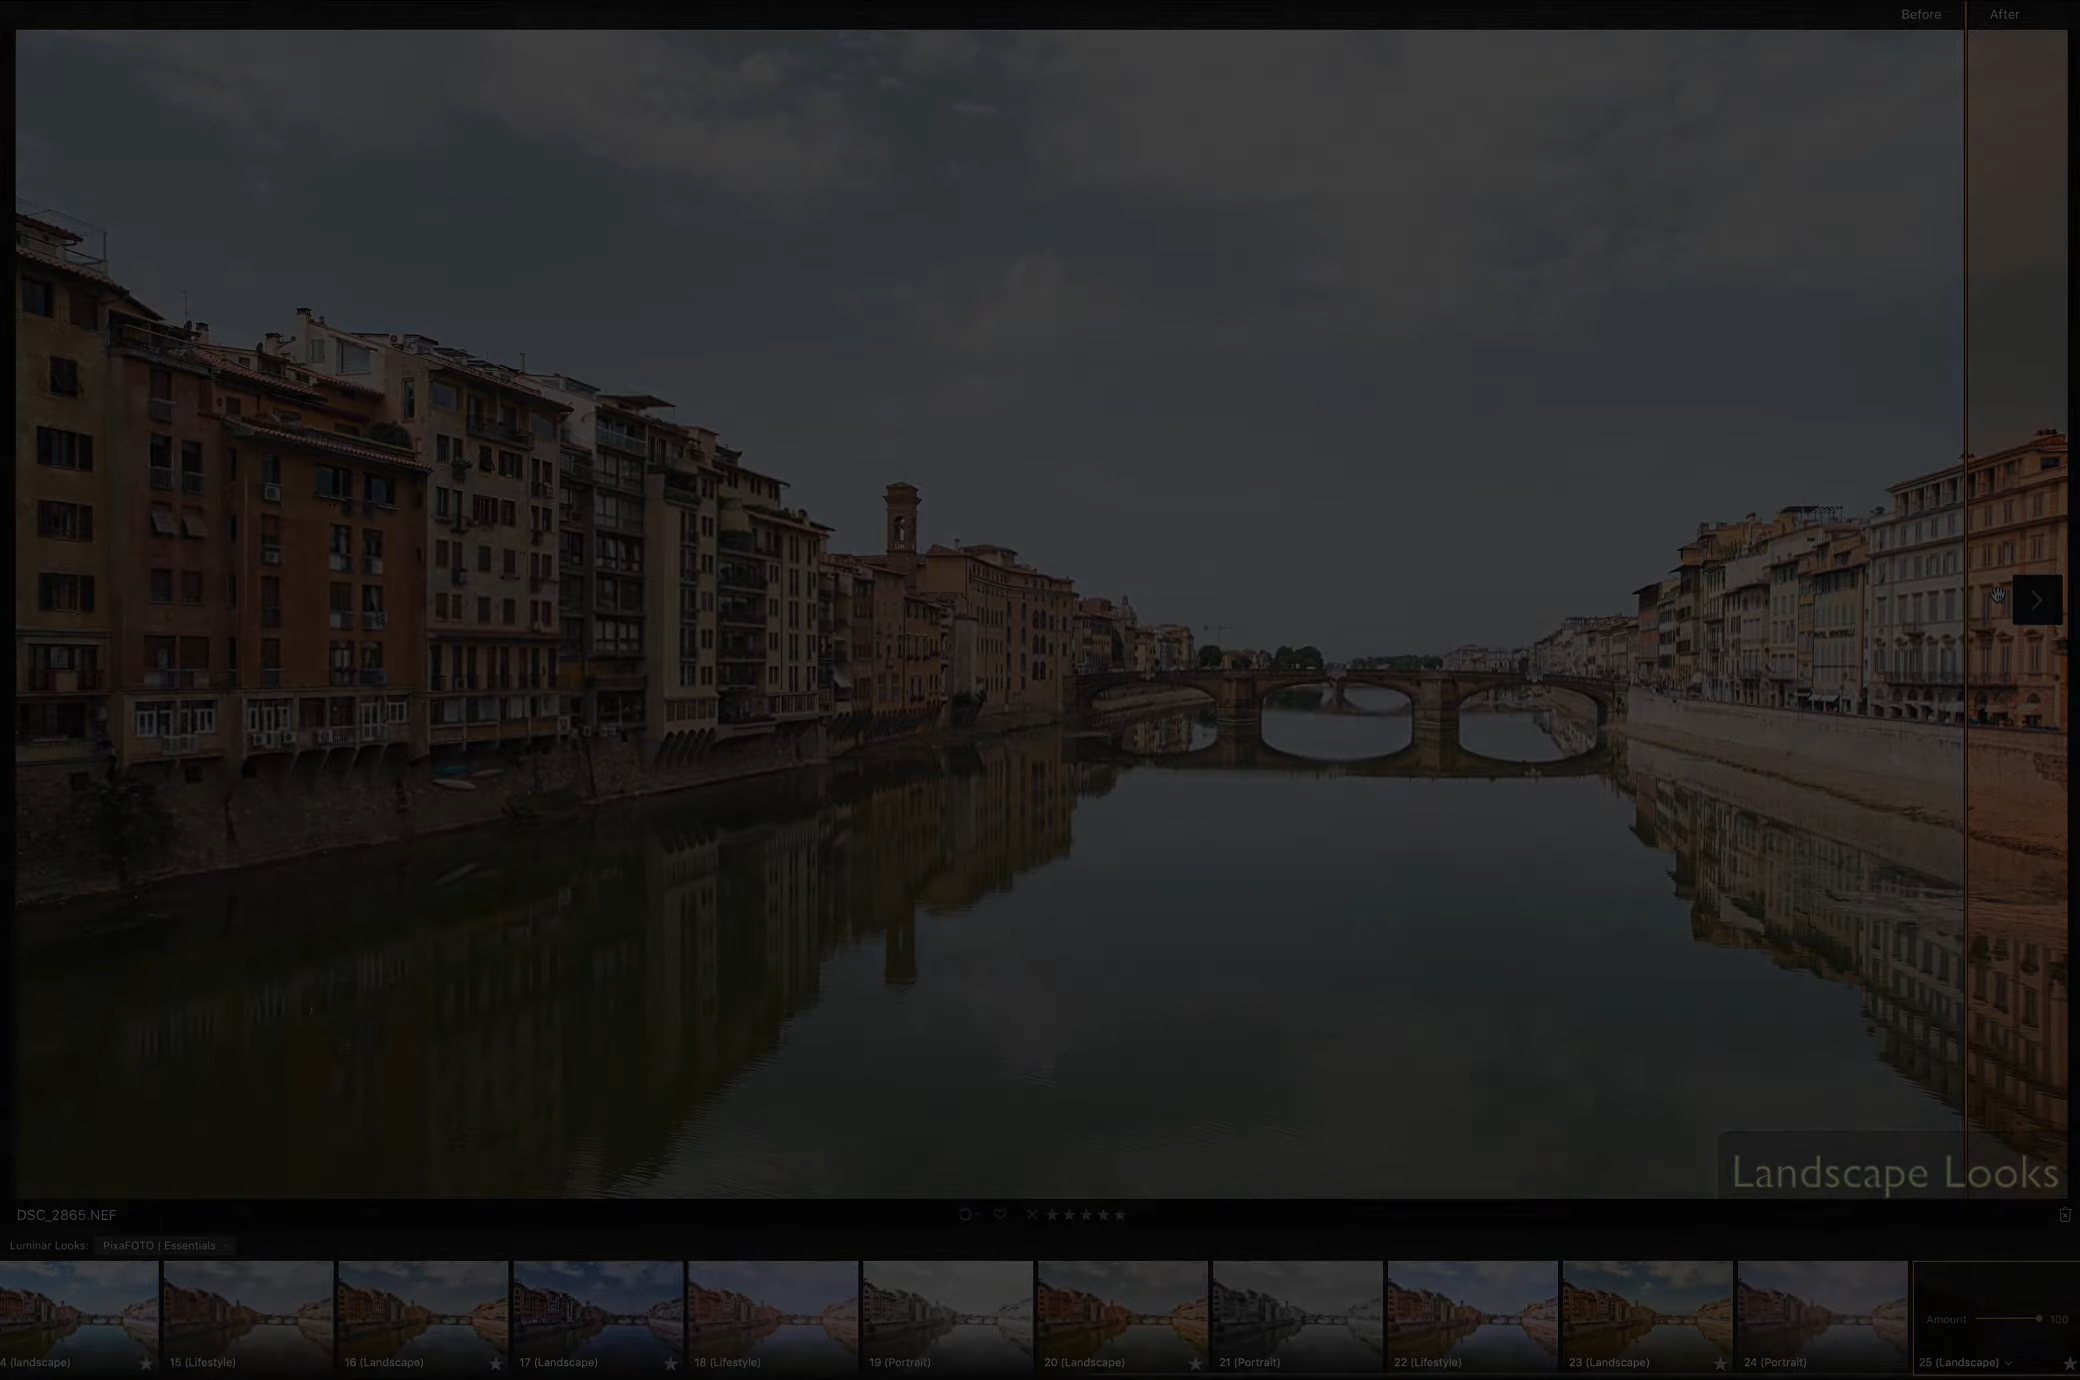 Before After
Landscape Looks
DSC_2865.NEF
Luminar Looks: PixaFOTO | Essentials
4 (landscape) 15 (Lifestyle) 16 (Landscape) 17 (Landscape) 18 (Lifestyle) 19 (Portrait) 20 (Landscape) 21 (Portrait) 22 (Lifestyle) 23 (Landscape) 24 (Portrait) Amount 100 25 (Landscape)